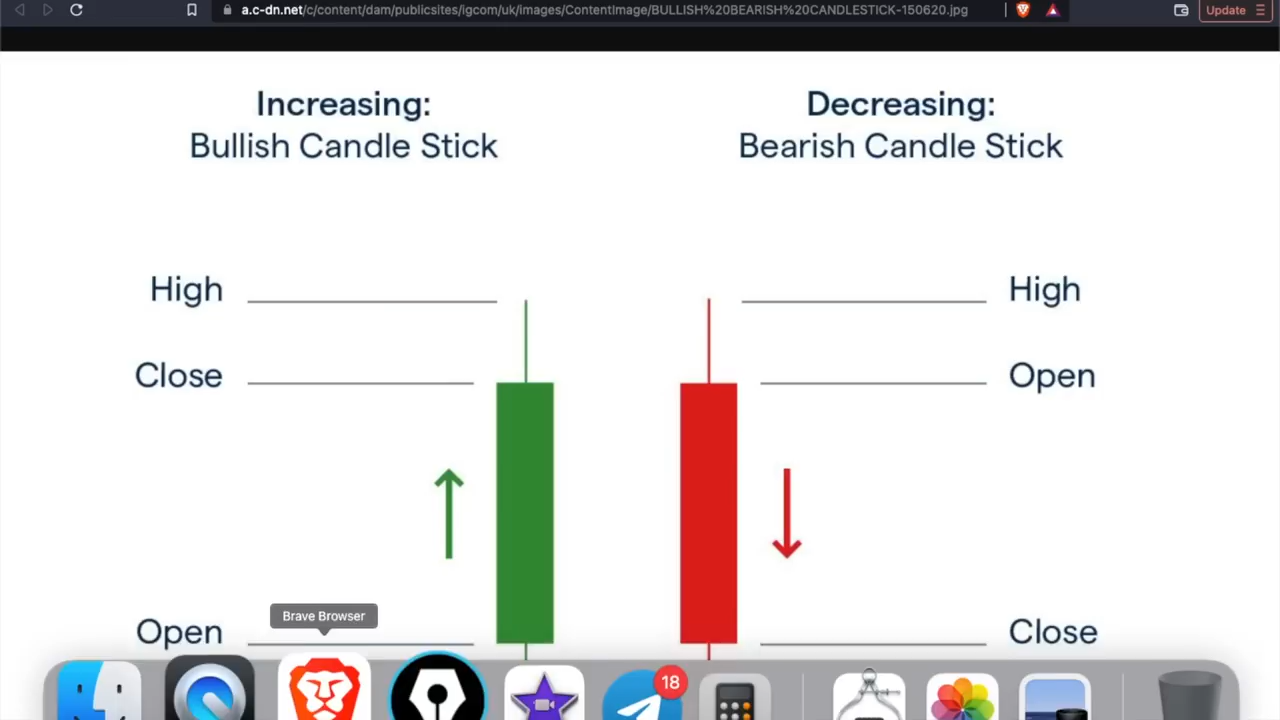 a.c-dn.net/c/content/dam/publicsites/igcom/uk/images/ContentImage/BULLISH%20BEARISH%20CANDLESTICK-150620.jpg
Update
Increasing:
Bullish Candle Stick
Decreasing:
Bearish Candle Stick
High
High
Close
Open
Brave Browser
Open
Close
18